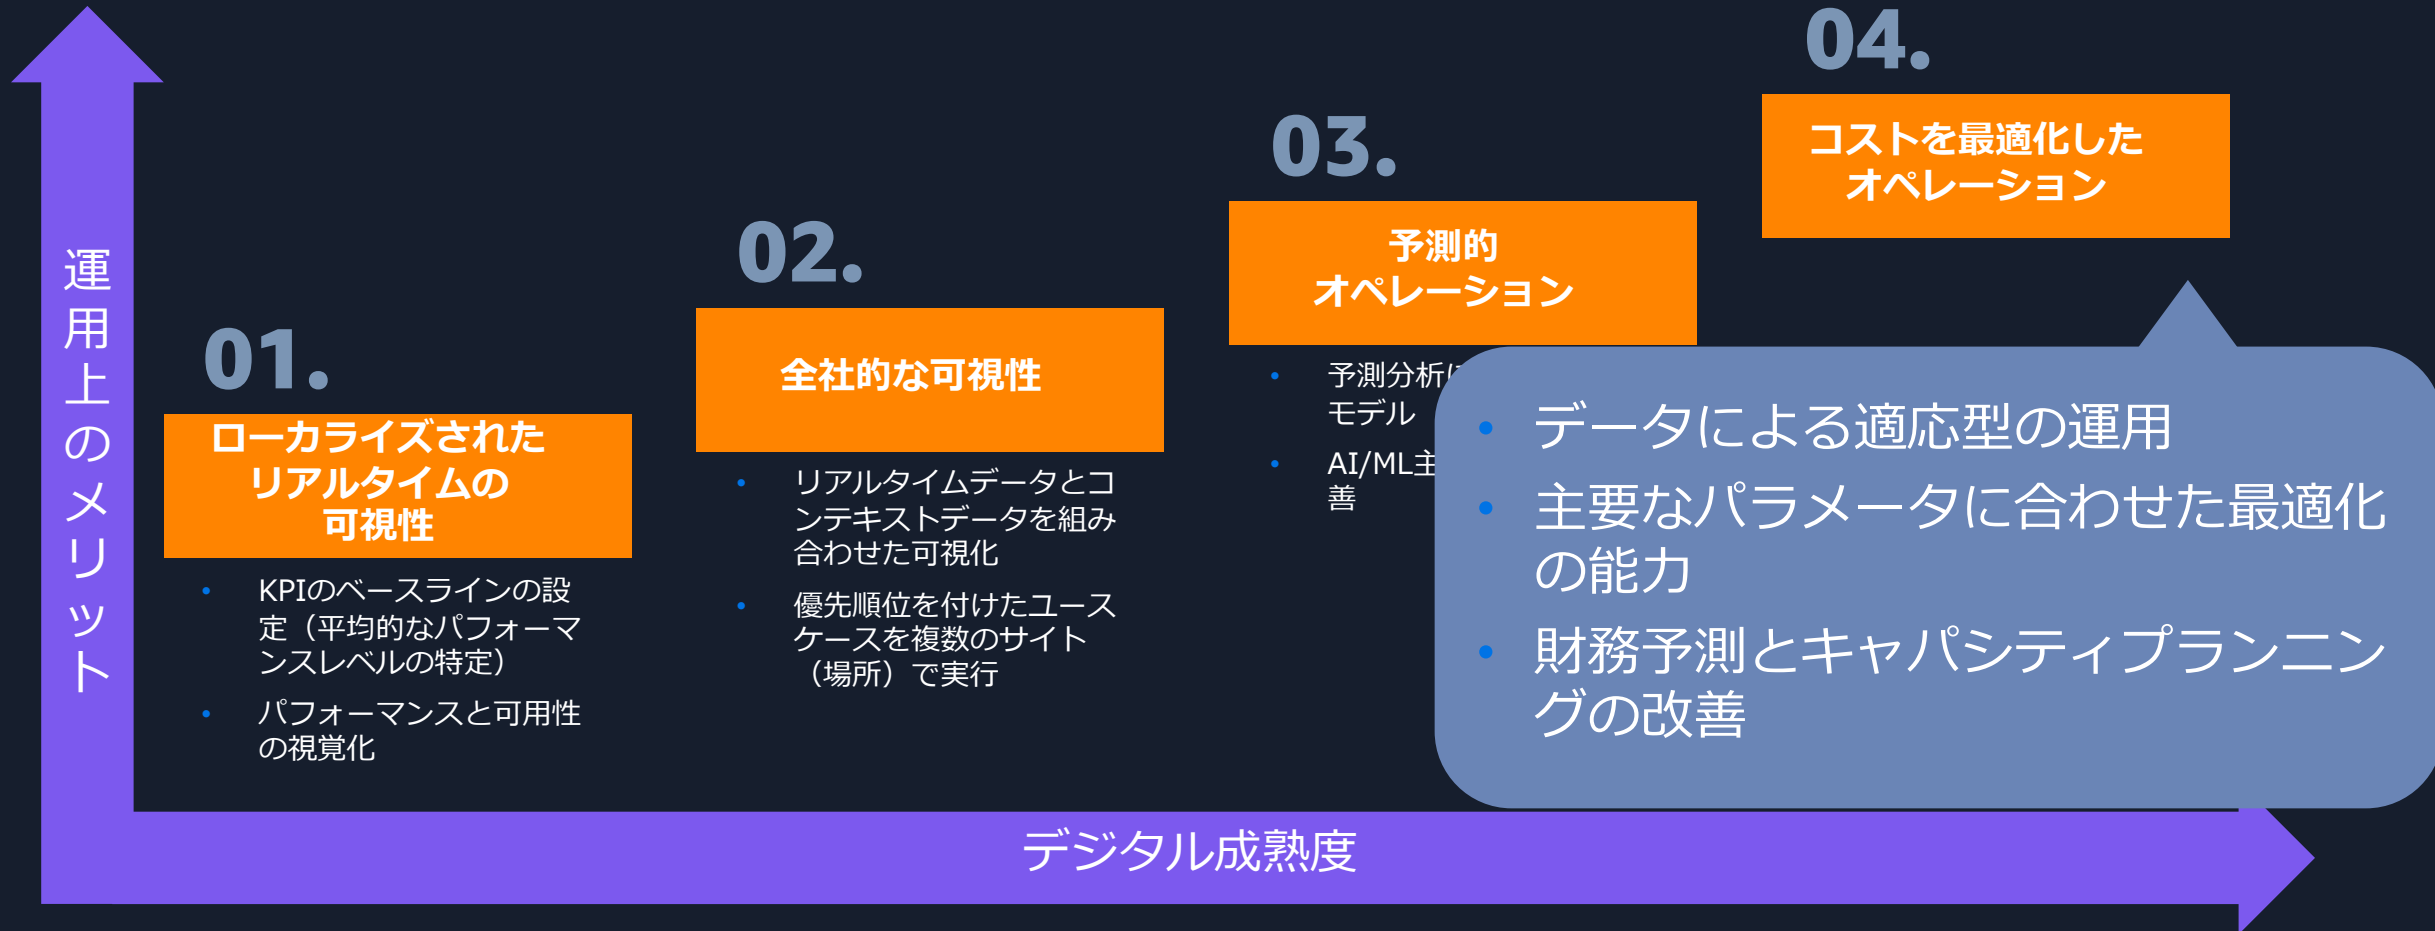 運用上のメリット
01.
ローカライズされた
リアルタイムの
可視性
• KPIのベースラインの設
定（平均的なパフォーマ
ンスレベルの特定）
• パフォーマンスと可用性
の視覚化
02.
全社的な可視性
• リアルタイムデータとコ
ンテキストデータを組み
合わせた可視化
• 優先順位を付けたユース
ケースを複数のサイト
（場所）で実行
03.
予測的
オペレーション
• 予測分析
モデル
• AI/ML主
善
04.
コストを最適化した
オペレーション
• データによる適応型の運用
• 主要なパラメータに合わせた最適化
の能力
• 財務予測とキャパシティプランニン
グの改善
デジタル成熟度